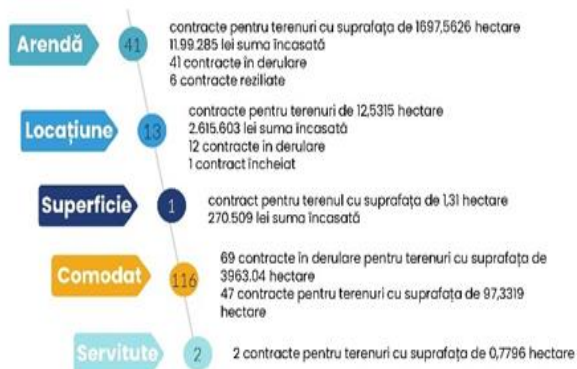 Arendă
41
contracte pentru terenuri cu suprafața de 1697,5626 hectare
11.99.285 lei suma încasată
41 contracte în derulare
6 contracte reziliate
Locațiune
13
contracte pentru terenuri de 12,5315 hectare
2.615.603 lei suma încasată
12 contracte in derulare
1 contract încheiat
Superficie
1
contract pentru terenul cu suprafața de 1,31 hectare
270.509 lei suma încasată
Comodat
116
69 contracte în derulare pentru terenuri cu suprafața de
3963.04 hectare
47 contracte pentru terenuri cu suprafața de 97,3319
hectare
Servitute
2
2 contracte pentru terenuri cu suprafața de 0,7796 hectare